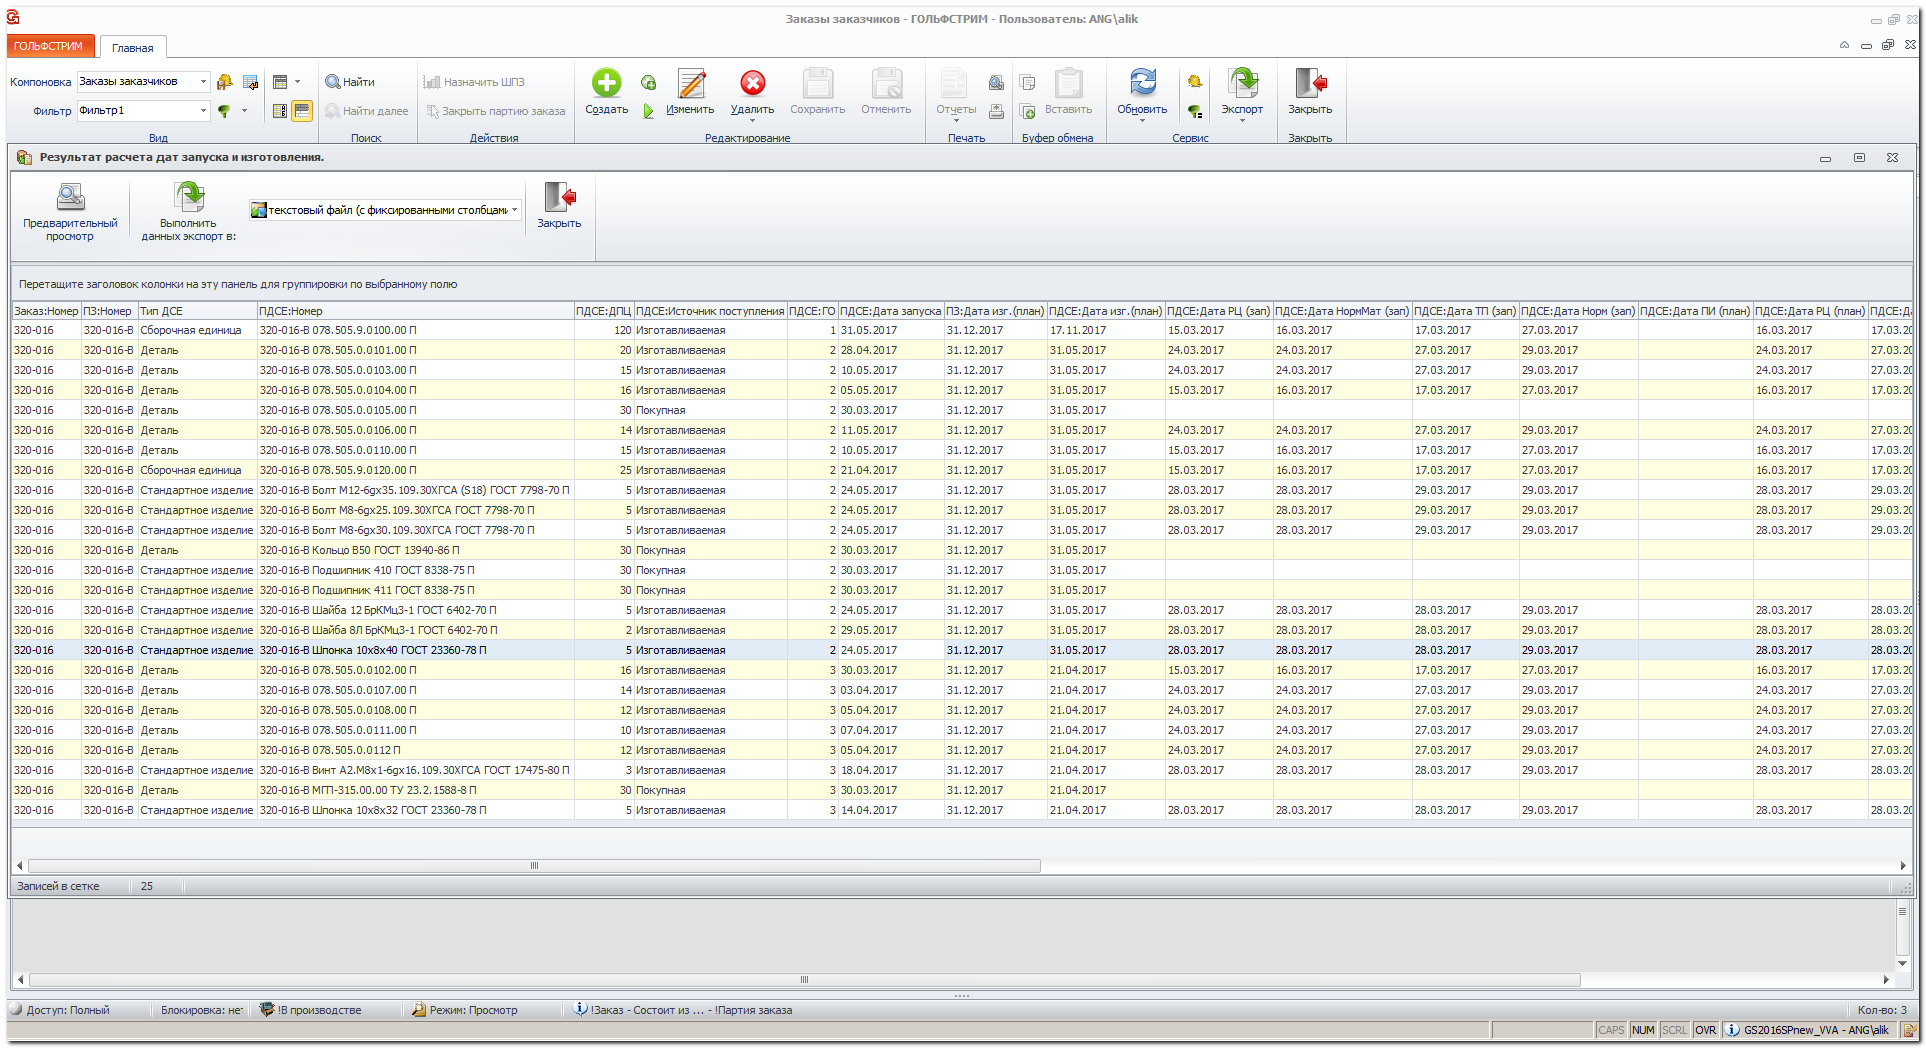 Заказы заказчиков - ГОЛЬФСТРИМ - Пользователь: ANG\alik
ГОЛЬФСТРИМ Главная
Компоновка Заказы заказчиков Найти Назначить ШПЗ
Фильтр Фильтр1 Найти далее Закрыть партию заказа
Создать Изменить Удалить Сохранить Отменить Отчеты Вставить Обновить Экспорт Закрыть
Вид Поиск Действия Редактирование Печать Буфер обмена Сервис Закрыть
Результат расчета дат запуска и изготовления.
Предварительный просмотр
Выполнить данных экспорт в:
текстовый файл (с фиксированными столбцами
Закрыть
Перетащите заголовок колонки на эту панель для группировки по выбранному полю
Заказ:Номер ПЗ:Номер Тип ДСЕ ПДСЕ:Номер ПДСЕ:ДПЦ ПДСЕ:Источник поступления ПДСЕ:ГО ПДСЕ:Дата запуска ПЗ:Дата изг.(план) ПДСЕ:Дата изг.(план) ПДСЕ:Дата РЦ (зап) ПДСЕ:Дата НормМат (зап) ПДСЕ:Дата ТП (зап) ПДСЕ:Дата Норм (зап) ПДСЕ:Дата ПИ (план) ПДСЕ:Дата РЦ (план) ПДСЕ:Да
320-016 320-016-В Сборочная единица 320-016-В 078.505.9.0100.00 П 120 Изготавливаемая 1 31.05.2017 31.12.2017 17.11.2017 15.03.2017 16.03.2017 17.03.2017 27.03.2017 16.03.2017 17.03.20
320-016 320-016-В Деталь 320-016-В 078.505.0.0101.00 П 20 Изготавливаемая 2 28.04.2017 31.12.2017 31.05.2017 24.03.2017 24.03.2017 27.03.2017 29.03.2017 24.03.2017 27.03.20
320-016 320-016-В Деталь 320-016-В 078.505.0.0103.00 П 15 Изготавливаемая 2 10.05.2017 31.12.2017 31.05.2017 24.03.2017 24.03.2017 27.03.2017 29.03.2017 24.03.2017 27.03.20
320-016 320-016-В Деталь 320-016-В 078.505.0.0104.00 П 16 Изготавливаемая 2 05.05.2017 31.12.2017 31.05.2017 15.03.2017 16.03.2017 17.03.2017 27.03.2017 16.03.2017 17.03.20
320-016 320-016-В Деталь 320-016-В 078.505.0.0105.00 П 30 Покупная 2 30.03.2017 31.12.2017 31.05.2017
320-016 320-016-В Деталь 320-016-В 078.505.0.0106.00 П 14 Изготавливаемая 2 11.05.2017 31.12.2017 31.05.2017 24.03.2017 24.03.2017 27.03.2017 29.03.2017 24.03.2017 27.03.20
320-016 320-016-В Деталь 320-016-В 078.505.0.0110.00 П 15 Изготавливаемая 2 10.05.2017 31.12.2017 31.05.2017 15.03.2017 16.03.2017 17.03.2017 27.03.2017 16.03.2017 17.03.20
320-016 320-016-В Сборочная единица 320-016-В 078.505.9.0120.00 П 25 Изготавливаемая 2 21.04.2017 31.12.2017 31.05.2017 15.03.2017 16.03.2017 17.03.2017 27.03.2017 16.03.2017 17.03.20
320-016 320-016-В Стандартное изделие 320-016-В Болт М12-6gх35.109.30ХГСА (S18) ГОСТ 7798-70 П 5 Изготавливаемая 2 24.05.2017 31.12.2017 31.05.2017 28.03.2017 28.03.2017 29.03.2017 29.03.2017 28.03.2017 29.03.20
320-016 320-016-В Стандартное изделие 320-016-В Болт М8-6gх25.109.30ХГСА ГОСТ 7798-70 П 5 Изготавливаемая 2 24.05.2017 31.12.2017 31.05.2017 28.03.2017 28.03.2017 29.03.2017 29.03.2017 28.03.2017 29.03.20
320-016 320-016-В Стандартное изделие 320-016-В Болт М8-6gх30.109.30ХГСА ГОСТ 7798-70 П 5 Изготавливаемая 2 24.05.2017 31.12.2017 31.05.2017 28.03.2017 28.03.2017 29.03.2017 29.03.2017 28.03.2017 29.03.20
320-016 320-016-В Деталь 320-016-В Кольцо В50 ГОСТ 13940-86 П 30 Покупная 2 30.03.2017 31.12.2017 31.05.2017
320-016 320-016-В Стандартное изделие 320-016-В Подшипник 410 ГОСТ 8338-75 П 30 Покупная 2 30.03.2017 31.12.2017 31.05.2017
320-016 320-016-В Стандартное изделие 320-016-В Подшипник 411 ГОСТ 8338-75 П 30 Покупная 2 30.03.2017 31.12.2017 31.05.2017
320-016 320-016-В Стандартное изделие 320-016-В Шайба 12 БрКМц3-1 ГОСТ 6402-70 П 5 Изготавливаемая 2 24.05.2017 31.12.2017 31.05.2017 28.03.2017 28.03.2017 28.03.2017 29.03.2017 28.03.2017 28.03.20
320-016 320-016-В Стандартное изделие 320-016-В Шайба 8Л БрКМц3-1 ГОСТ 6402-70 П 2 Изготавливаемая 2 29.05.2017 31.12.2017 31.05.2017 28.03.2017 28.03.2017 28.03.2017 29.03.2017 28.03.2017 28.03.20
320-016 320-016-В Стандартное изделие 320-016-В Шпонка 10х8х40 ГОСТ 23360-78 П 5 Изготавливаемая 2 24.05.2017 31.12.2017 31.05.2017 28.03.2017 28.03.2017 28.03.2017 29.03.2017 28.03.2017 28.03.20
320-016 320-016-В Деталь 320-016-В 078.505.0.0102.00 П 16 Изготавливаемая 3 30.03.2017 31.12.2017 21.04.2017 15.03.2017 16.03.2017 17.03.2017 27.03.2017 16.03.2017 17.03.20
320-016 320-016-В Деталь 320-016-В 078.505.0.0107.00 П 14 Изготавливаемая 3 03.04.2017 31.12.2017 21.04.2017 24.03.2017 24.03.2017 27.03.2017 29.03.2017 24.03.2017 27.03.20
320-016 320-016-В Деталь 320-016-В 078.505.0.0108.00 П 12 Изготавливаемая 3 05.04.2017 31.12.2017 21.04.2017 24.03.2017 24.03.2017 27.03.2017 29.03.2017 24.03.2017 27.03.20
320-016 320-016-В Деталь 320-016-В 078.505.0.0111.00 П 10 Изготавливаемая 3 07.04.2017 31.12.2017 21.04.2017 24.03.2017 24.03.2017 27.03.2017 29.03.2017 24.03.2017 27.03.20
320-016 320-016-В Деталь 320-016-В 078.505.0.0112 П 12 Изготавливаемая 3 05.04.2017 31.12.2017 21.04.2017 24.03.2017 24.03.2017 27.03.2017 29.03.2017 24.03.2017 27.03.20
320-016 320-016-В Стандартное изделие 320-016-В Винт А2.М8х1-6gх16.109.30ХГСА ГОСТ 17475-80 П 3 Изготавливаемая 3 18.04.2017 31.12.2017 21.04.2017 28.03.2017 28.03.2017 28.03.2017 29.03.2017 28.03.2017 28.03.20
320-016 320-016-В Деталь 320-016-В МГП-315.00.00 ТУ 23.2.1588-8 П 30 Покупная 3 30.03.2017 31.12.2017 21.04.2017
320-016 320-016-В Стандартное изделие 320-016-В Шпонка 10х8х32 ГОСТ 23360-78 П 5 Изготавливаемая 3 14.04.2017 31.12.2017 21.04.2017 28.03.2017 28.03.2017 28.03.2017 29.03.2017 28.03.2017 28.03.20
Записей в сетке 25
Доступ: Полный Блокировка: нет !В производстве Режим: Просмотр !Заказ - Состоит из ... - !Партия заказа Кол-во: 3
CAPS NUM SCRL OVR GS2016SPnew_VVA - ANG\alik